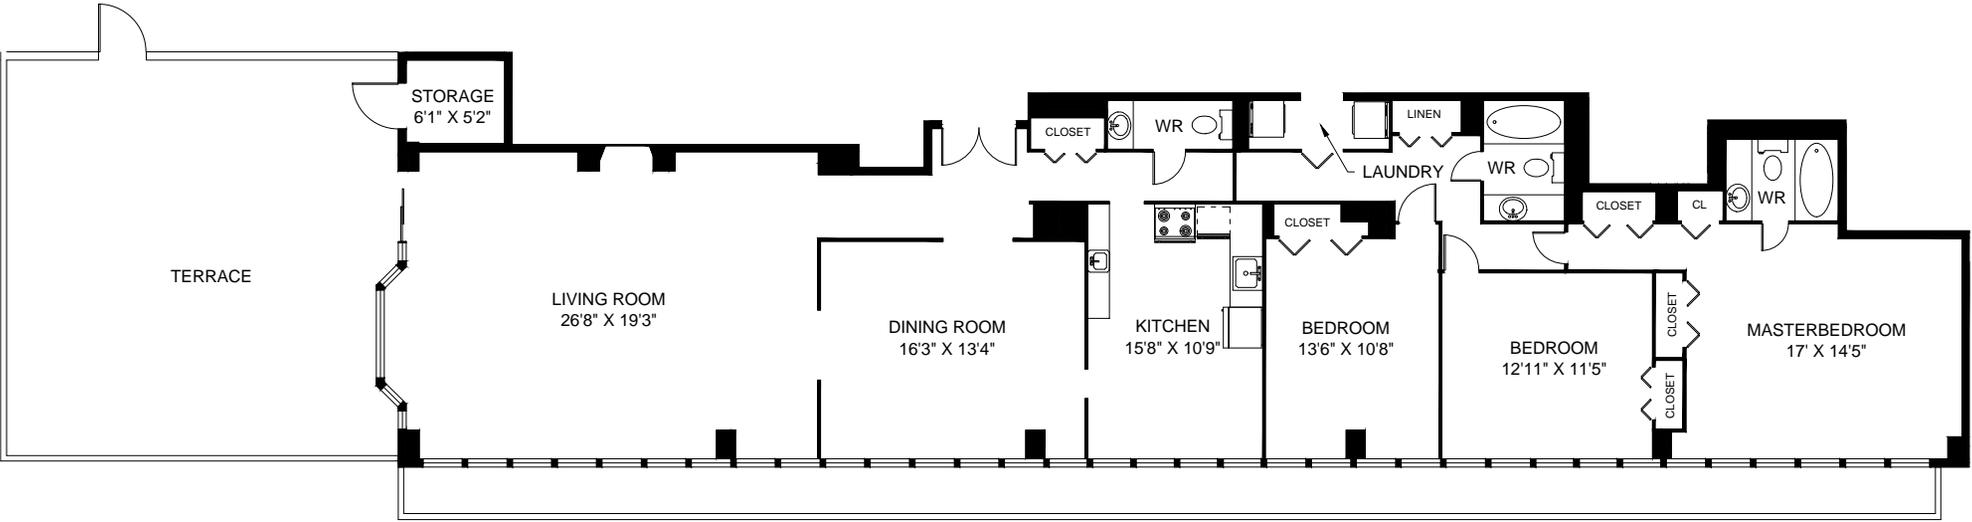 STORAGE
6'1" X 5'2"
CLOSET
WR
LINEN
LAUNDRY
WR
WR
CLOSET
CL
CLOSET
TERRACE
LIVING ROOM
26'8" X 19'3"
DINING ROOM
16'3" X 13'4"
KITCHEN
15'8" X 10'9"
BEDROOM
13'6" X 10'8"
BEDROOM
12'11" X 11'5"
CLOSET
CLOSET
MASTERBEDROOM
17' X 14'5"